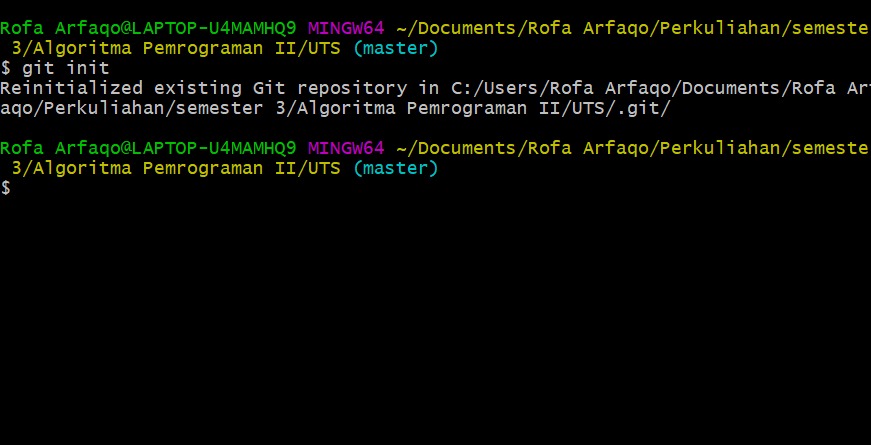 Rofa Arfaqo@LAPTOP-U4MAMHQ9 MINGW64 ~/Documents/Rofa Arfaqo/Perkuliahan/semeste
 3/Algoritma Pemrograman II/UTS (master)
$ git init
Reinitialized existing Git repository in C:/Users/Rofa Arfaqo/Documents/Rofa Arf
aqo/Perkuliahan/semester 3/Algoritma Pemrograman II/UTS/.git/
Rofa Arfaqo@LAPTOP-U4MAMHQ9 MINGW64 ~/Documents/Rofa Arfaqo/Perkuliahan/semeste
 3/Algoritma Pemrograman II/UTS (master)
$